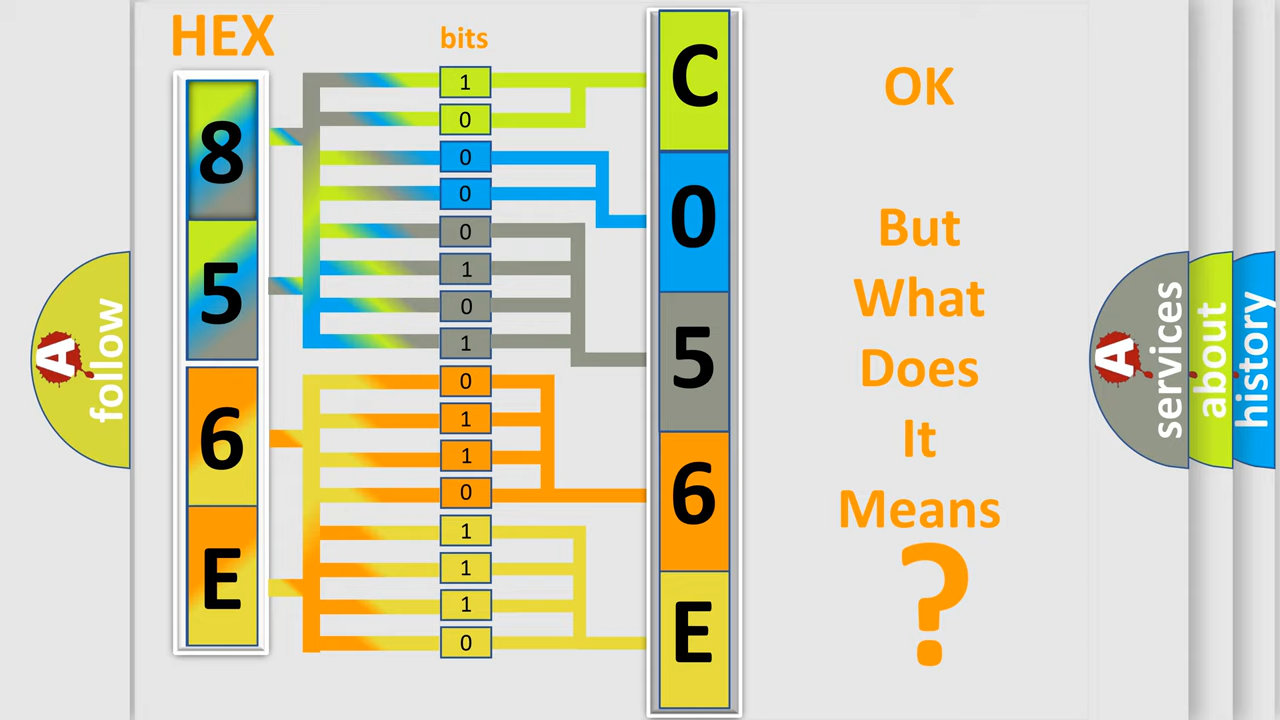 HEX
bits
8
5
6
E
1
0
0
0
0
1
0
1
0
1
1
0
1
1
1
0
C
0
5
6
E
OK
But
What
Does
It
Means
?
A
follow
A
services
about
history